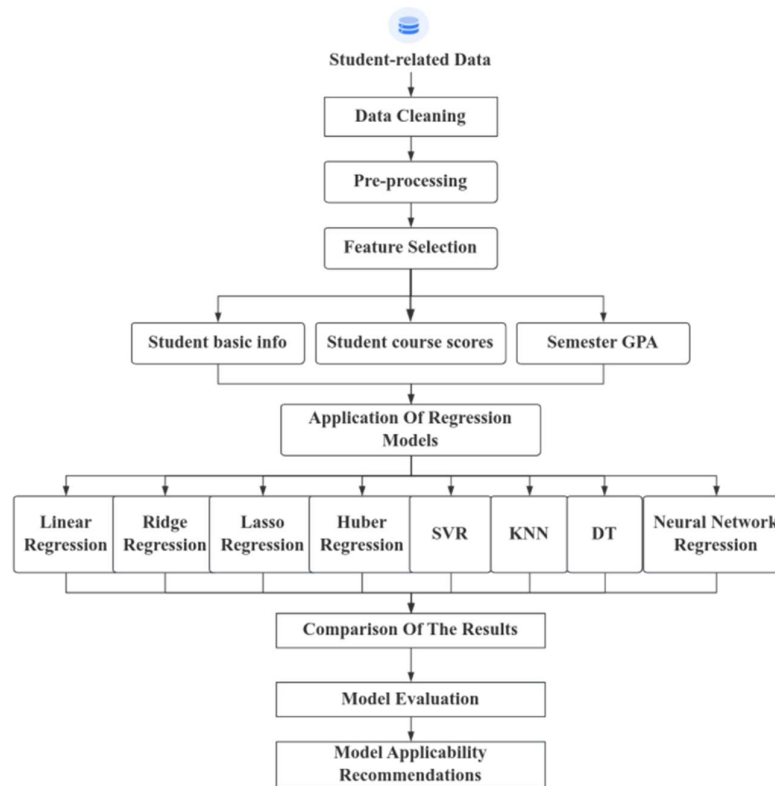 Student-related Data
Data Cleaning
Pre-processing
Feature Selection
Student basic info
Student course scores
Semester GPA
Application Of Regression
Models
Linear
Regression
Ridge
Regression
Lasso
Regression
Huber
Regression
SVR
KNN
DT
Neural Network
Regression
Comparison Of The Results
Model Evaluation
Model Applicability
Recommendations